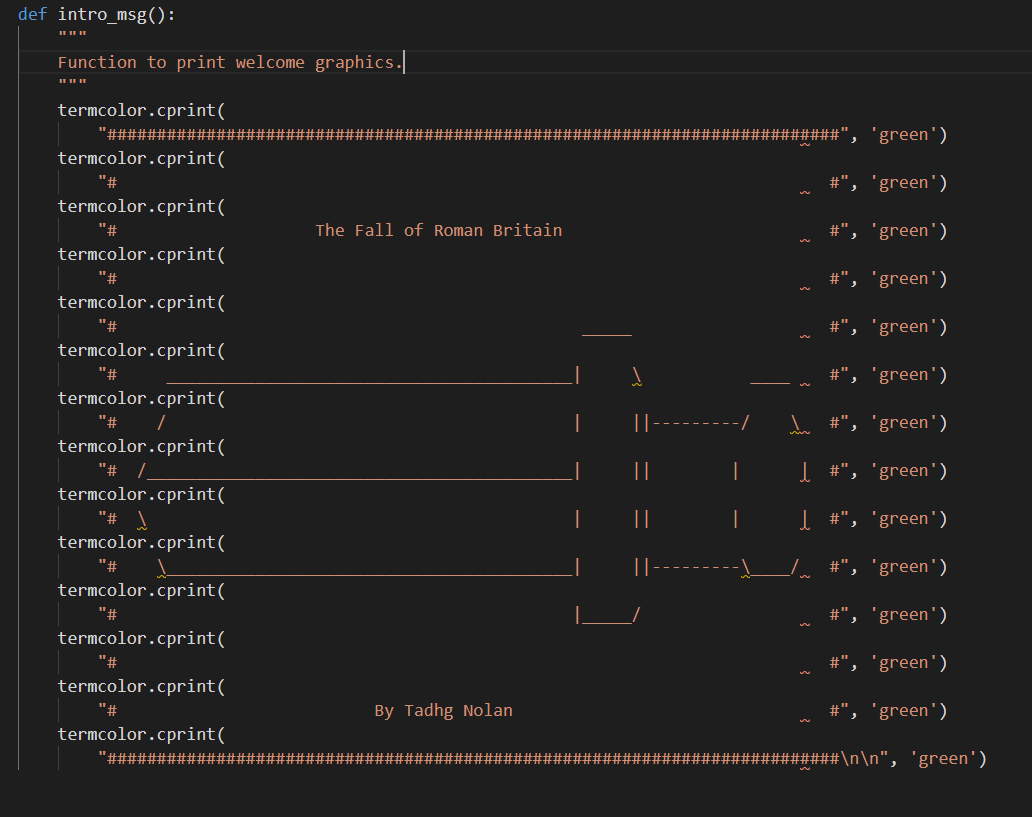 def intro_msg():
    """
    Function to print welcome graphics.
    """
    termcolor.cprint(
        "##########################################################################", 'green')
    termcolor.cprint(
        "#                                                                        #", 'green')
    termcolor.cprint(
        "#                    The Fall of Roman Britain                           #", 'green')
    termcolor.cprint(
        "#                                                                        #", 'green')
    termcolor.cprint(
        "#                                               _____                    #", 'green')
    termcolor.cprint(
        "#     _________________________________________|     \           ____    #", 'green')
    termcolor.cprint(
        "#    /                                         |     ||---------/    \   #", 'green')
    termcolor.cprint(
        "#  /___________________________________________|     ||        |      |  #", 'green')
    termcolor.cprint(
        "#  \                                           |     ||        |      |  #", 'green')
    termcolor.cprint(
        "#    \_________________________________________|     ||---------\____/   #", 'green')
    termcolor.cprint(
        "#                                              |_____/                   #", 'green')
    termcolor.cprint(
        "#                                                                        #", 'green')
    termcolor.cprint(
        "#                          By Tadhg Nolan                                #", 'green')
    termcolor.cprint(
        "##########################################################################\n\n", 'green')